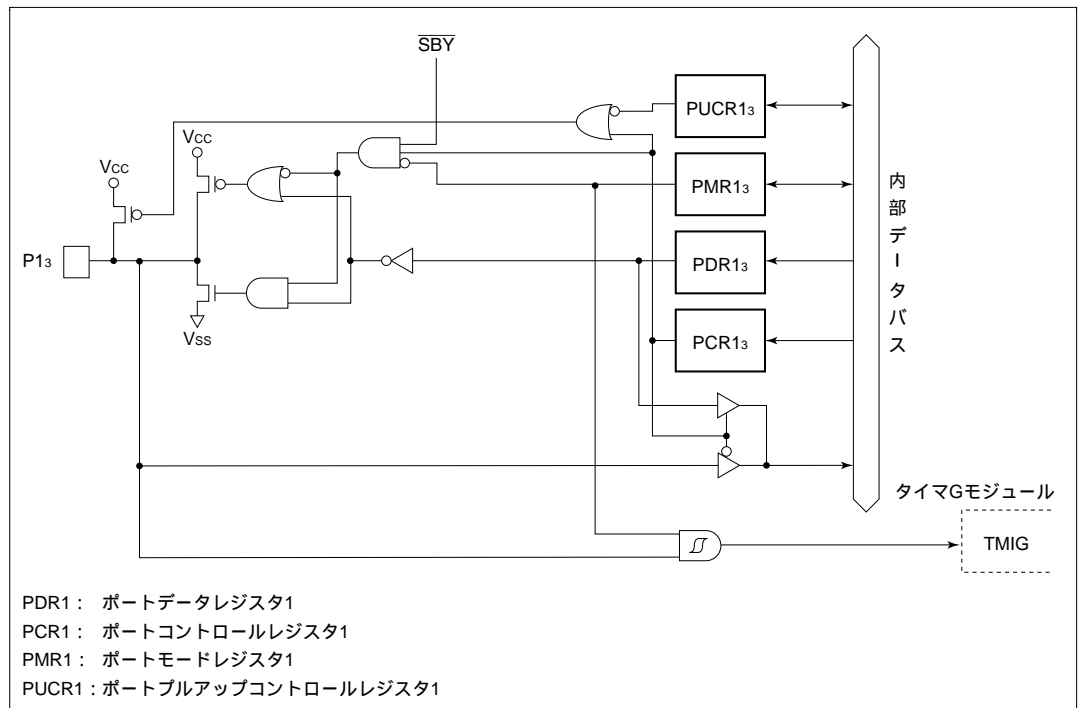 SBY
PUCR1₃
VCC
VCC
PMR1₃
内部データバス
P1₃
PDR1₃
VSS
PCR1₃
タイマGモジュール
TMIG
PDR1： ポートデータレジスタ1
PCR1： ポートコントロールレジスタ1
PMR1： ポートモードレジスタ1
PUCR1：ポートプルアップコントロールレジスタ1